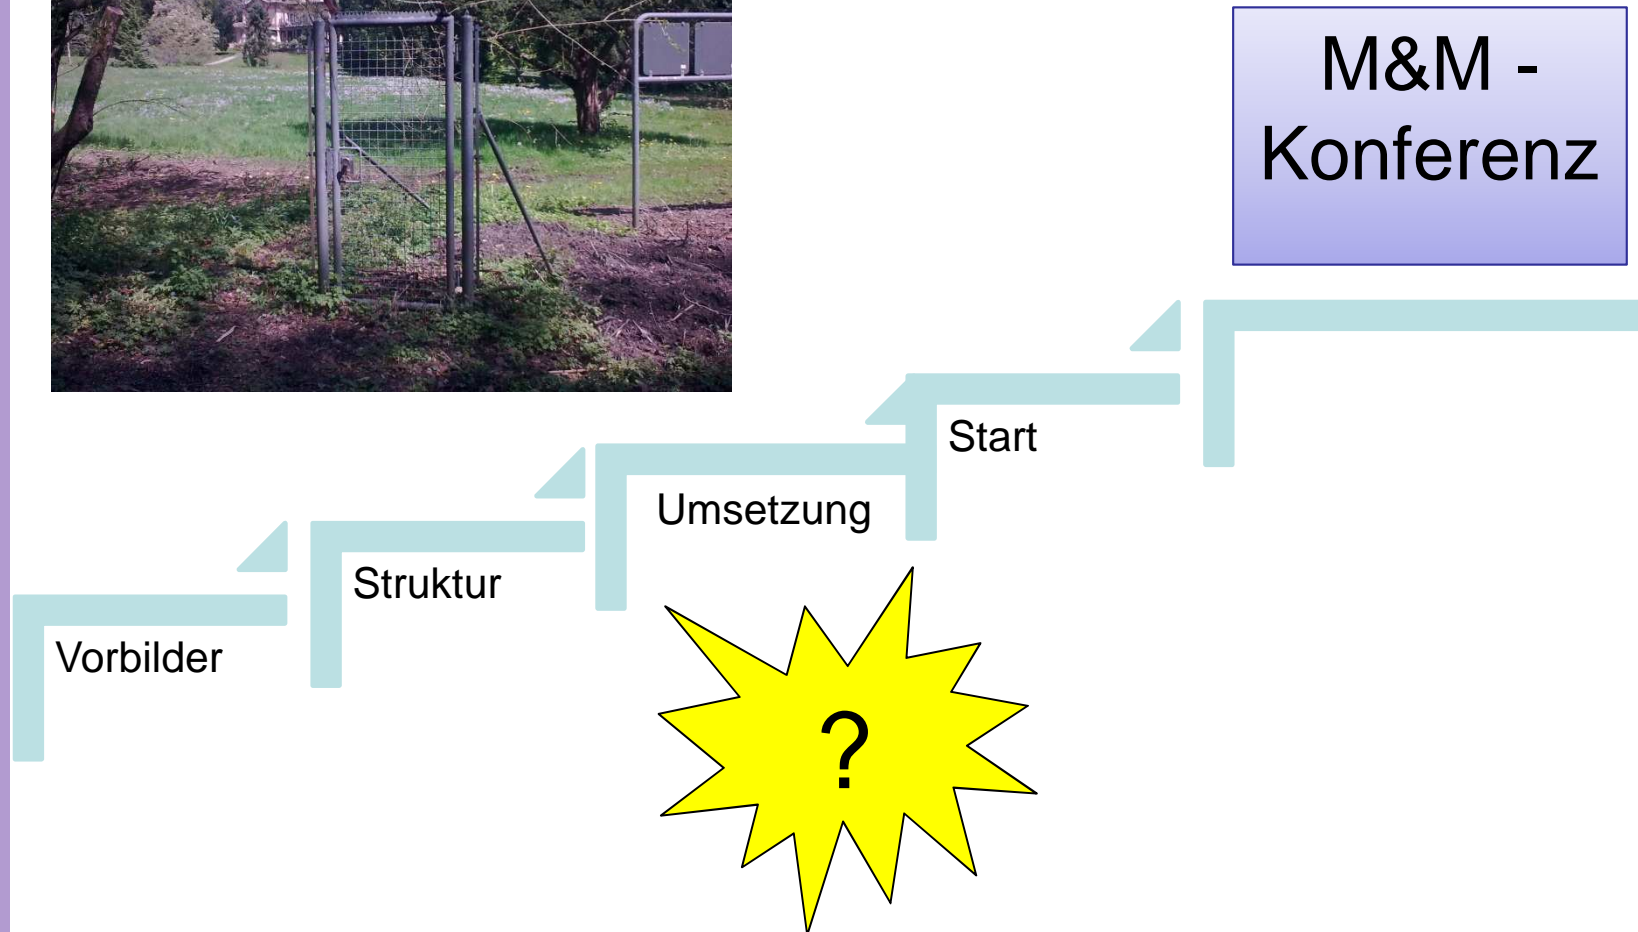 M&M -
Konferenz
Start
Umsetzung
Struktur
Vorbilder
?